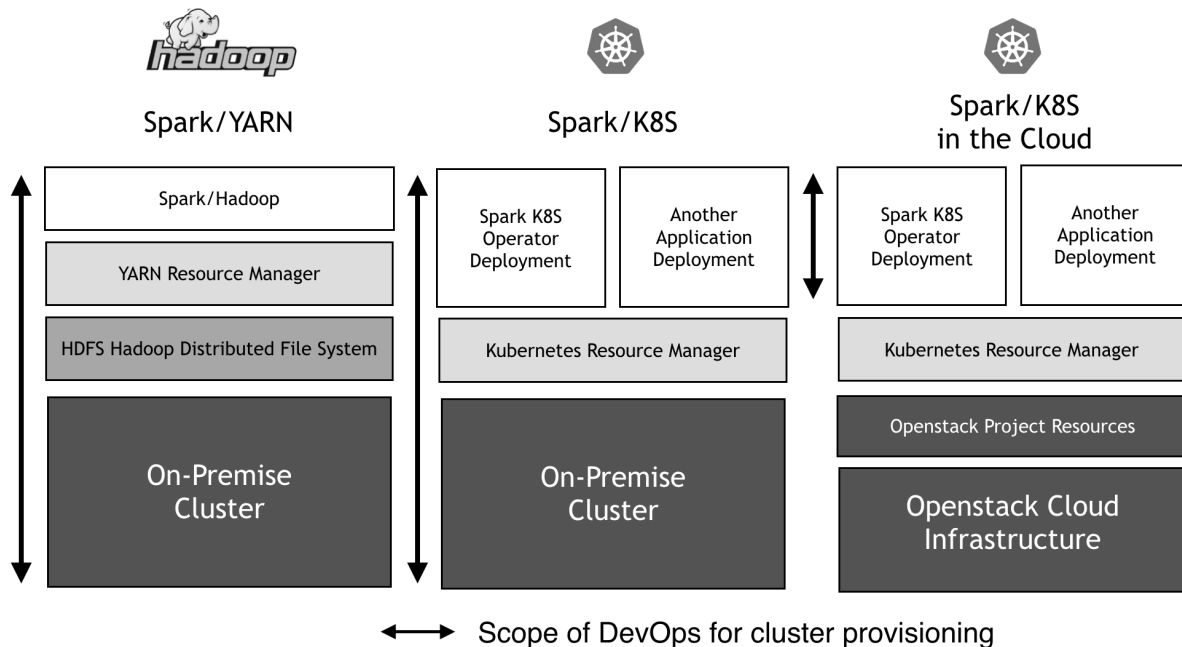 hadoop
Spark/YARN
Spark/Hadoop
YARN Resource Manager
HDFS Hadoop Distributed File System
On-Premise
Cluster
Spark/K8S
Spark K8S
Operator
Deployment
Another
Application
Deployment
Kubernetes Resource Manager
On-Premise
Cluster
Spark/K8S
in the Cloud
Spark K8S
Operator
Deployment
Another
Application
Deployment
Kubernetes Resource Manager
Openstack Project Resources
Openstack Cloud
Infrastructure
Scope of DevOps for cluster provisioning